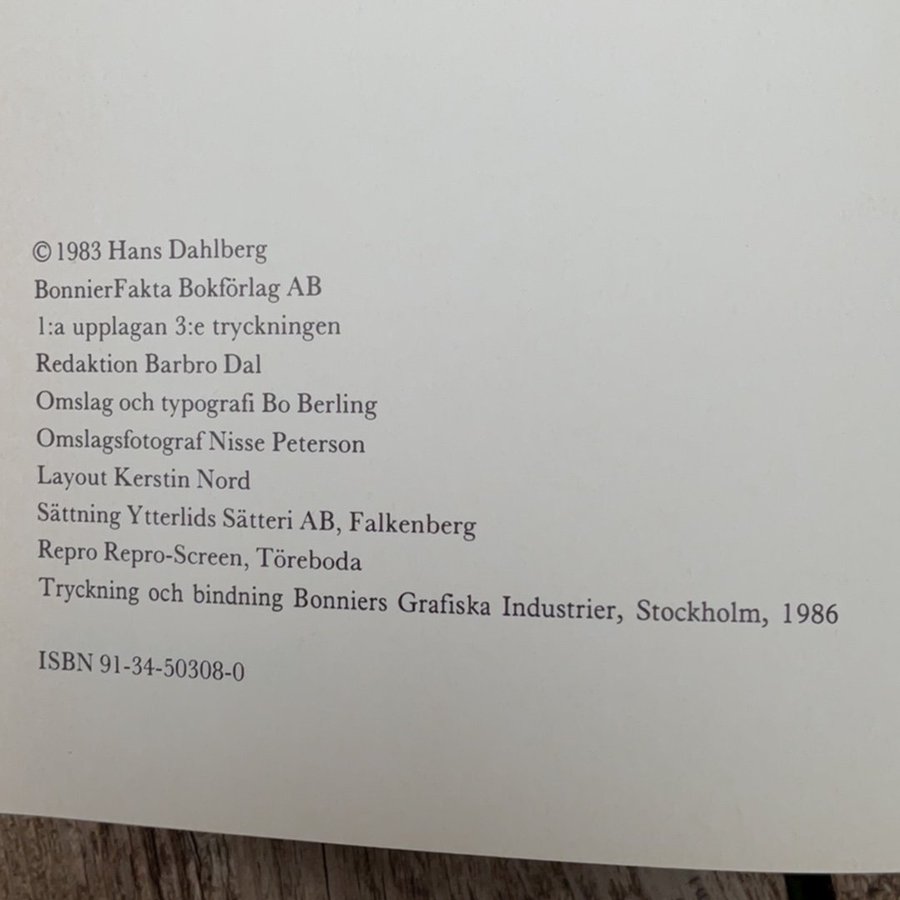 © 1983 Hans Dahlberg
BonnierFakta Bokförlag AB
1:a upplagan 3:e tryckningen
Redaktion Barbro Dal
Omslag och typografi Bo Berling
Omslagsfotograf Nisse Peterson
Layout Kerstin Nord
Sättning Ytterlids Sätteri AB, Falkenberg
Repro Repro-Screen, Töreboda
Tryckning och bindning Bonniers Grafiska Industrier, Stockholm, 1986
ISBN 91-34-50308-0